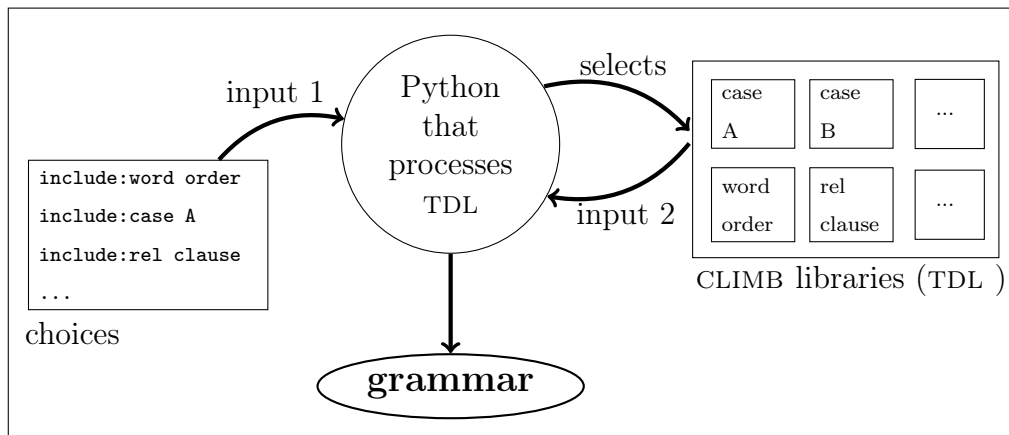 input 1
selects
input 2
Python
that
processes
TDL
include:word order
include:case A
include:rel clause
...
choices
case
A
case
B
...
word
order
rel
clause
...
CLIMB libraries (TDL )
grammar